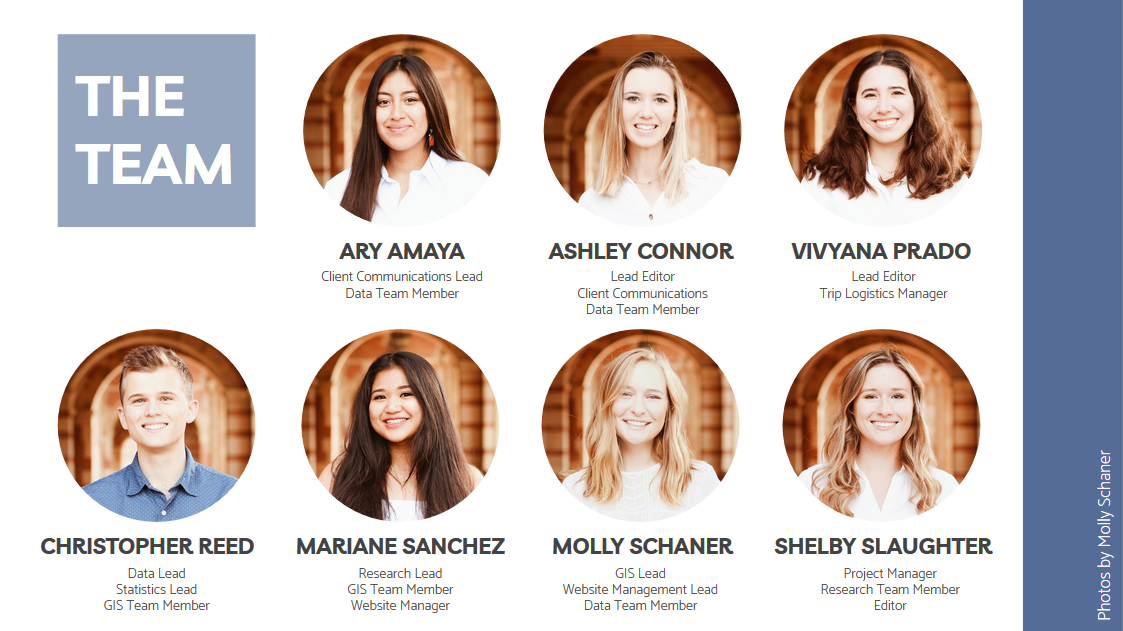 THE
TEAM
ARY AMAYA
Client Communications Lead
Data Team Member
ASHLEY CONNOR
Lead Editor
Client Communications
Data Team Member
VIVYANA PRADO
Lead Editor
Trip Logistics Manager
CHRISTOPHER REED
Data Lead
Statistics Lead
GIS Team Member
MARIANE SANCHEZ
Research Lead
GIS Team Member
Website Manager
MOLLY SCHANER
GIS Lead
Website Management Lead
Data Team Member
SHELBY SLAUGHTER
Project Manager
Research Team Member
Editor
Photos by Molly Schaner